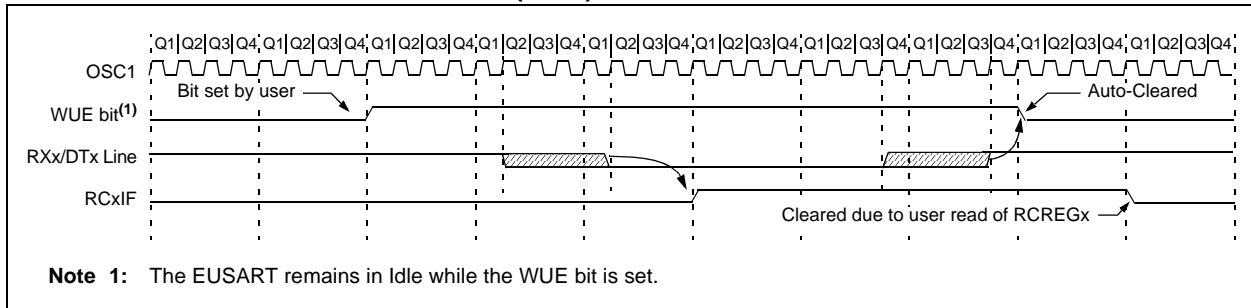 Q1 Q2 Q3 Q4 Q1 Q2 Q3 Q4 Q1 Q2 Q3 Q4 Q1 Q2 Q3 Q4 Q1 Q2 Q3 Q4 Q1 Q2 Q3 Q4 Q1 Q2 Q3 Q4 Q1 Q2 Q3 Q4 Q1 Q2 Q3 Q4 Q1 Q2 Q3 Q4
OSC1
Bit set by user
Auto-Cleared
WUE bit(1)
RXx/DTx Line
RCxIF
Cleared due to user read of RCREGx
Note 1: The EUSART remains in Idle while the WUE bit is set.